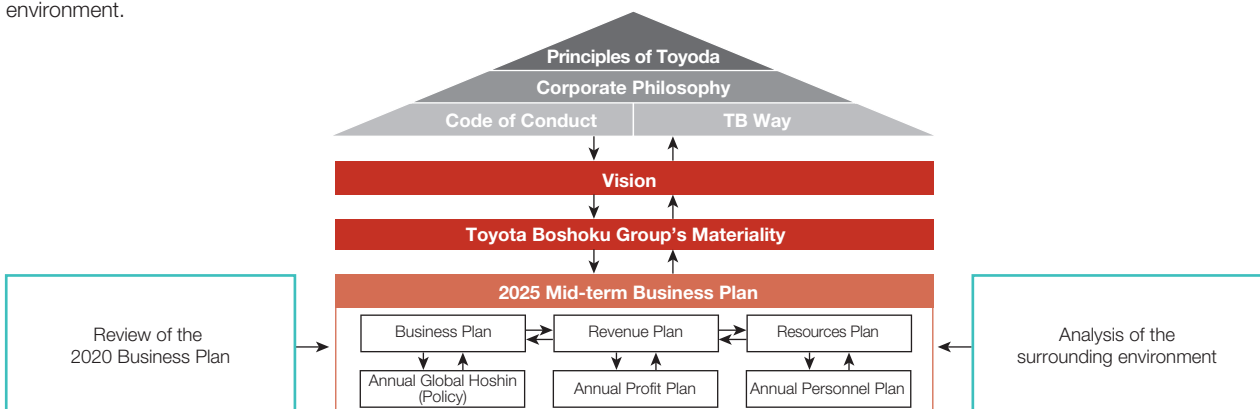 environment.
Principles of Toyoda
Corporate Philosophy
Code of Conduct
TB Way
Vision
Toyota Boshoku Group's Materiality
2025 Mid-term Business Plan
Review of the
2020 Business Plan
Business Plan
Revenue Plan
Resources Plan
Annual Global Hoshin
(Policy)
Annual Profit Plan
Annual Personnel Plan
Analysis of the
surrounding environment